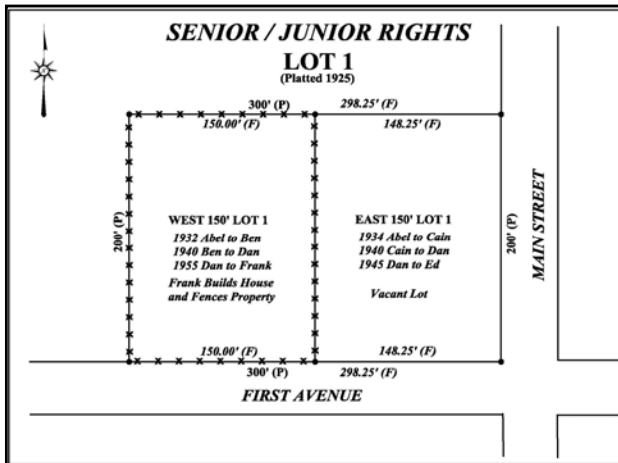 SENIOR / JUNIOR RIGHTS
LOT 1
(Platted 1925)
300' (P)
298.25' (F)
150.00' (F)
148.25' (F)
200' (P)
WEST 150' LOT 1
1932 Abel to Ben
1940 Ben to Dan
1955 Dan to Frank
Frank Builds House
and Fences Property
EAST 150' LOT 1
1934 Abel to Cain
1940 Cain to Dan
1945 Dan to Ed
Vacant Lot
200' (P)
MAIN STREET
150.00' (F)
148.25' (F)
300' (P)
298.25' (F)
FIRST AVENUE